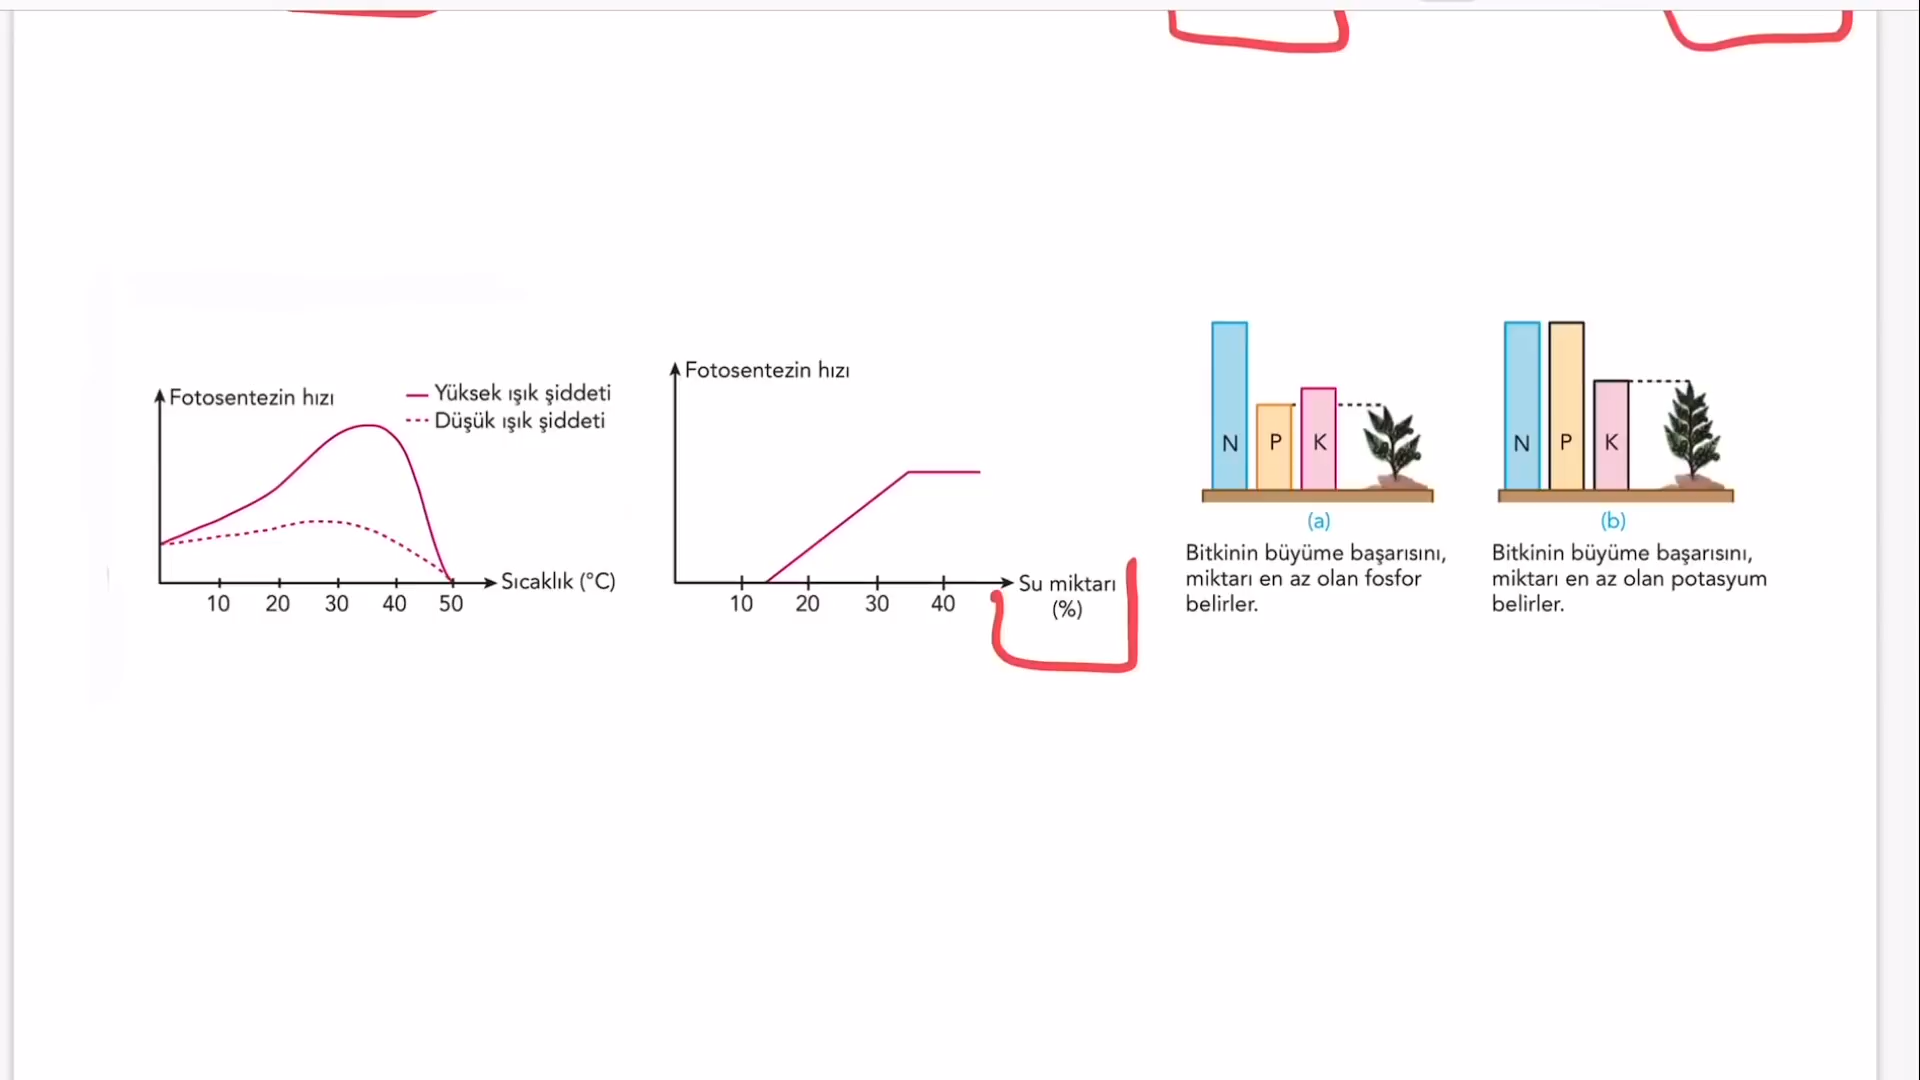 Fotosentezin hızı
Yüksek ışık şiddeti
Düşük ışık şiddeti
Sıcaklık (°C)
10 20 30 40 50
Fotosentezin hızı
Su miktarı
(%)
10 20 30 40
N P K
(a)
Bitkinin büyüme başarısını,
miktarı en az olan fosfor
belirler.
N P K
(b)
Bitkinin büyüme başarısını,
miktarı en az olan potasyum
belirler.